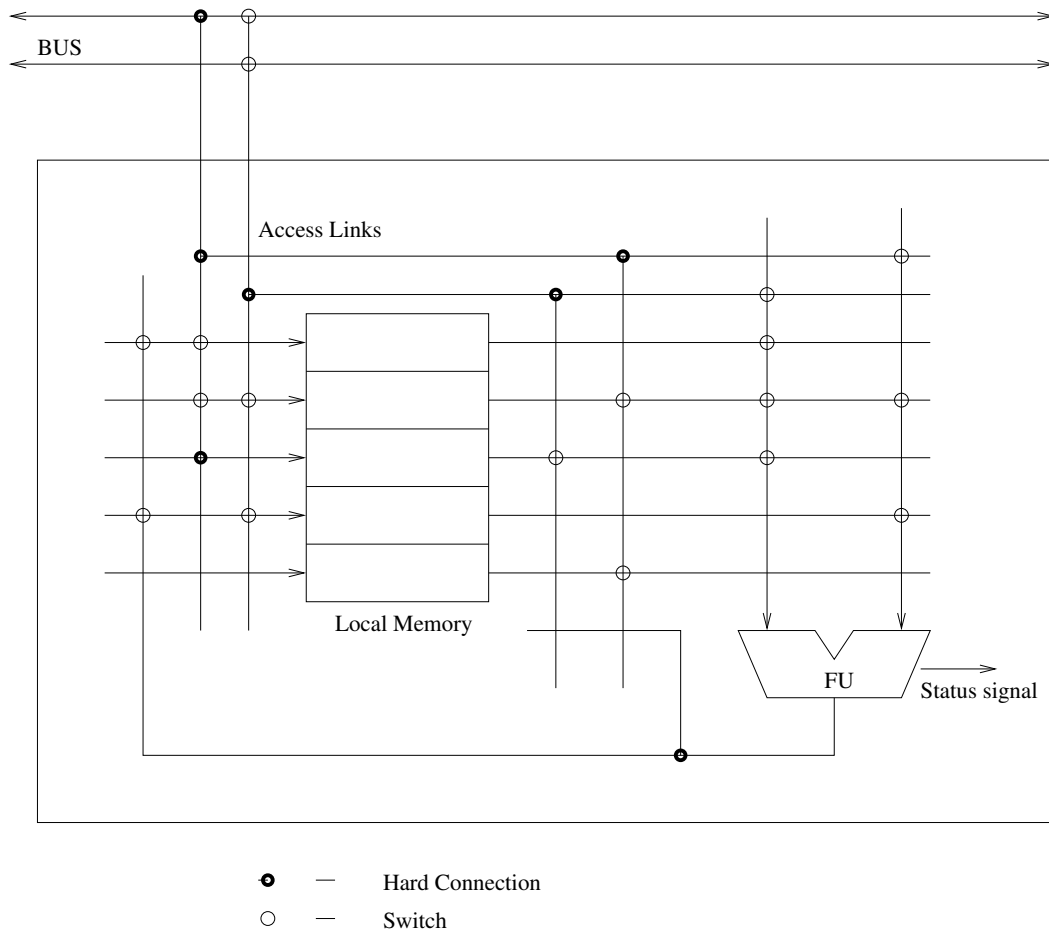 BUS
Access Links
Local Memory
FU
Status signal
Hard Connection
Switch